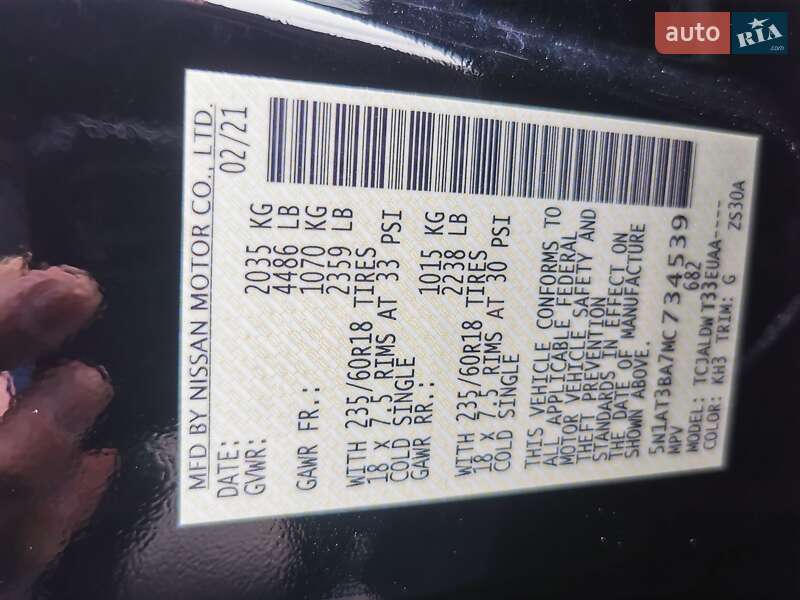 auto RIA.com
MFD BY NISSAN MOTOR CO., LTD.
DATE: 02/21
GVWR: 2035 KG
4486 LB
GAWR FR.: 1070 KG
2359 LB
WITH 235/60R18 TIRES
18 X 7.5 RIMS AT 33 PSI
COLD SINGLE
GAWR RR.: 1015 KG
2238 LB
WITH 235/60R18 TIRES
18 X 7.5 RIMS AT 30 PSI
COLD SINGLE
THIS VEHICLE CONFORMS TO
ALL APPLICABLE FEDERAL
MOTOR VEHICLE SAFETY AND
THEFT PREVENTION
STANDARDS IN EFFECT ON
THE DATE OF MANUFACTURE
SHOWN ABOVE.
5N1AT3BA7MC734539
MPV 682
MODEL: TC3ALDWT33EUAA----
COLOR: KH3 TRIM: G ZS30A